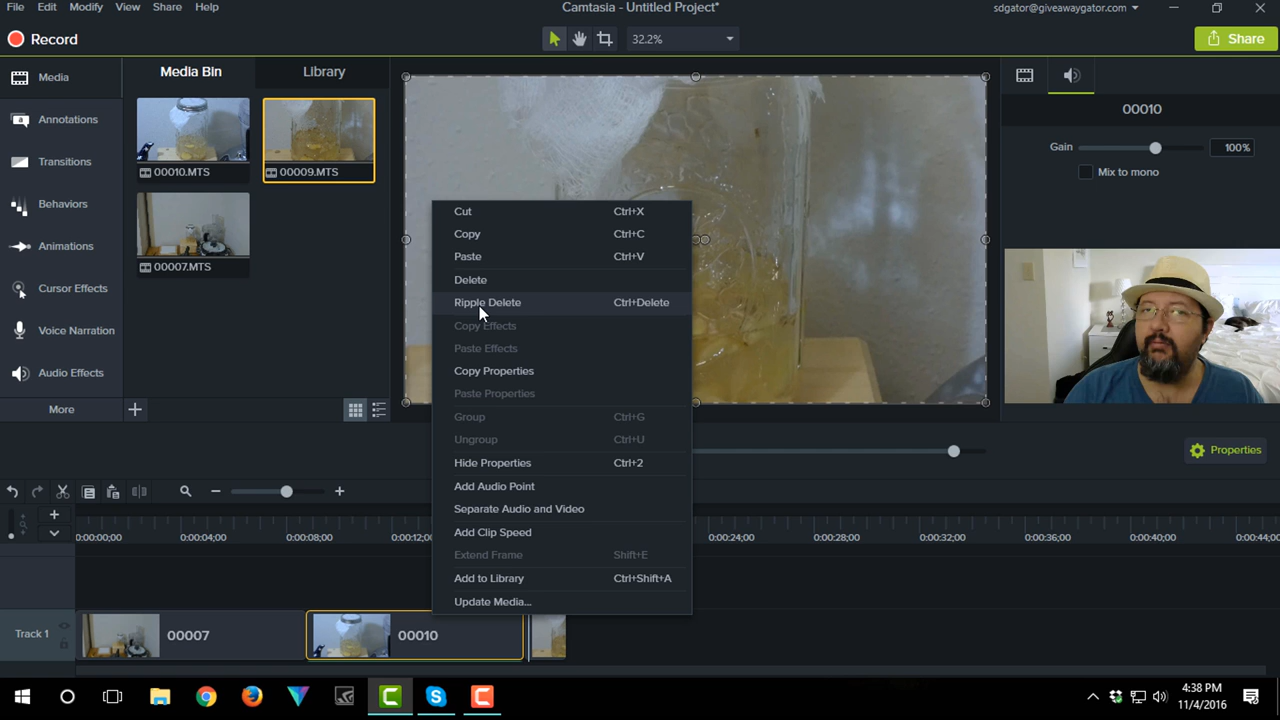 File Edit Modify View Share Help
Camtasia - Untitled Project*
sdgator@giveawaygator.com
Record
32.2%
Share
Media
Media Bin
Library
Annotations
Transitions
Behaviors
Animations
Cursor Effects
Voice Narration
Audio Effects
More
00010.MTS
00009.MTS
00007.MTS
00010
Gain
100%
Mix to mono
Cut Ctrl+X
Copy Ctrl+C
Paste Ctrl+V
Delete
Ripple Delete Ctrl+Delete
Copy Effects
Paste Effects
Copy Properties
Paste Properties
Group Ctrl+G
Ungroup Ctrl+U
Hide Properties Ctrl+2
Add Audio Point
Separate Audio and Video
Add Clip Speed
Extend Frame Shift+E
Add to Library Ctrl+Shift+A
Update Media...
Properties
0:00:00;00 0:00:04;00 0:00:08;00 0:00:12;0 0:00:24;00 0:00:28;00 0:00:32;00 0:00:36;00 0:00:40;00 0:00:44;00
Track 1
00007
00010
4:38 PM
11/4/2016